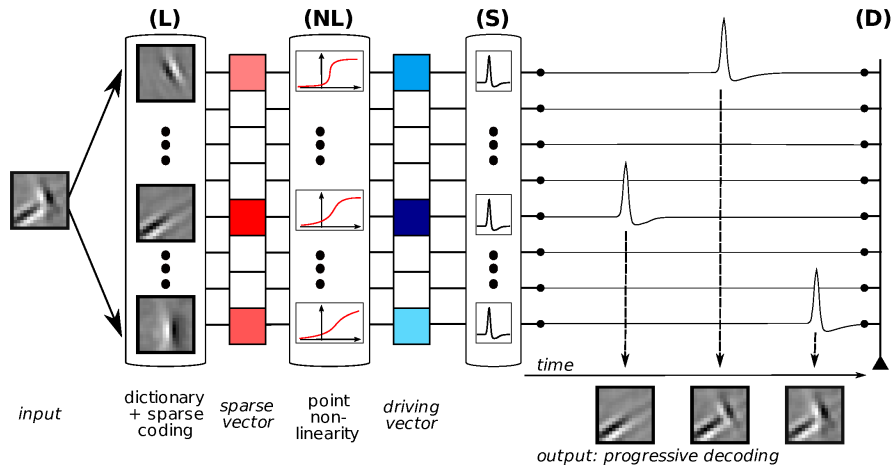 (L) (NL) (S) (D)
time
input
dictionary
+ sparse
coding
sparse
vector
point
non-
linearity
driving
vector
output: progressive decoding